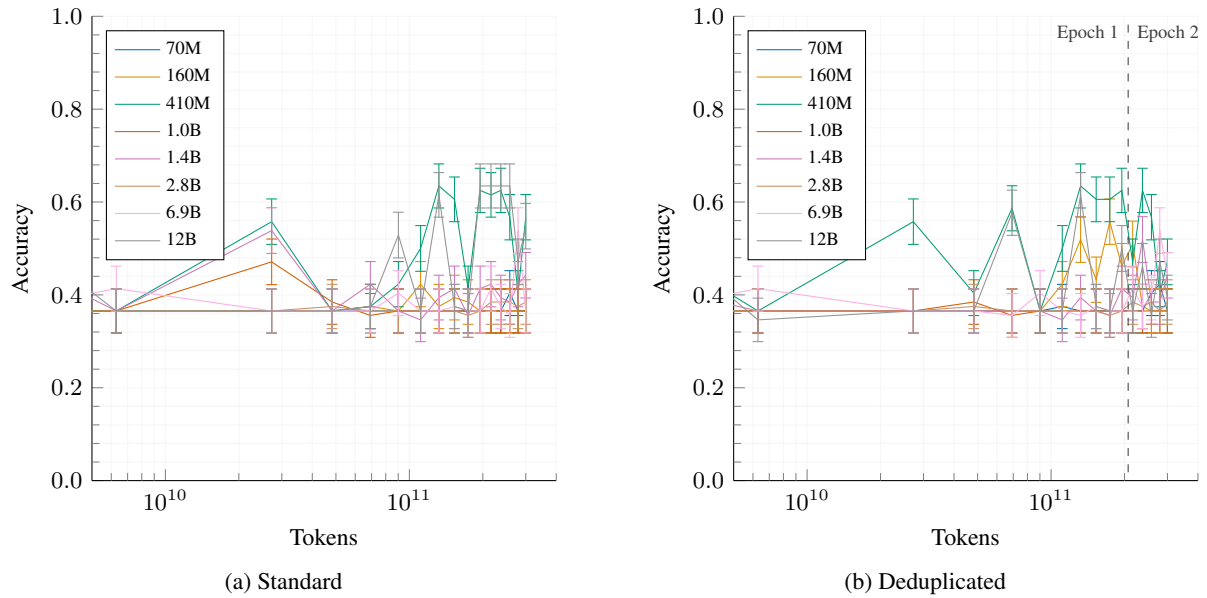 1.0
0.8
0.6
0.4
0.2
0.0
Accuracy
70M
160M
410M
1.0B
1.4B
2.8B
6.9B
12B
10^10
10^11
Tokens
(a) Standard
1.0
0.8
0.6
0.4
0.2
0.0
Accuracy
70M
160M
410M
1.0B
1.4B
2.8B
6.9B
12B
Epoch 1
Epoch 2
10^10
10^11
Tokens
(b) Deduplicated